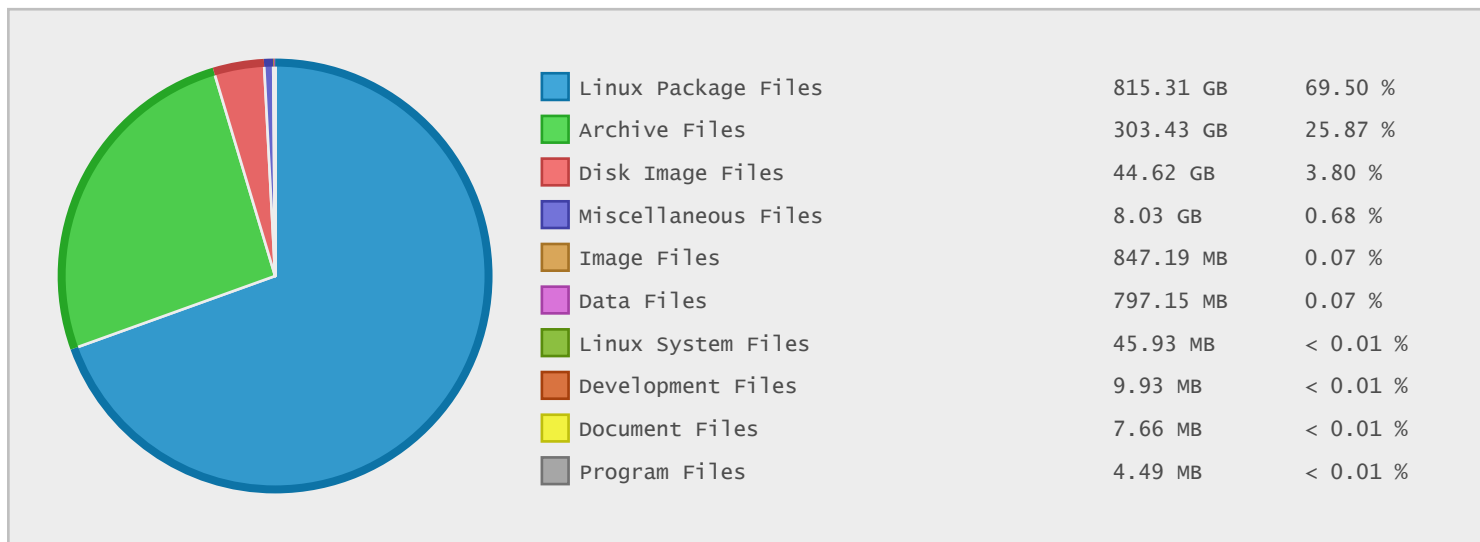 Linux Package Files 815.31 GB 69.50 %
Archive Files 303.43 GB 25.87 %
Disk Image Files 44.62 GB 3.80 %
Miscellaneous Files 8.03 GB 0.68 %
Image Files 847.19 MB 0.07 %
Data Files 797.15 MB 0.07 %
Linux System Files 45.93 MB < 0.01 %
Development Files 9.93 MB < 0.01 %
Document Files 7.66 MB < 0.01 %
Program Files 4.49 MB < 0.01 %